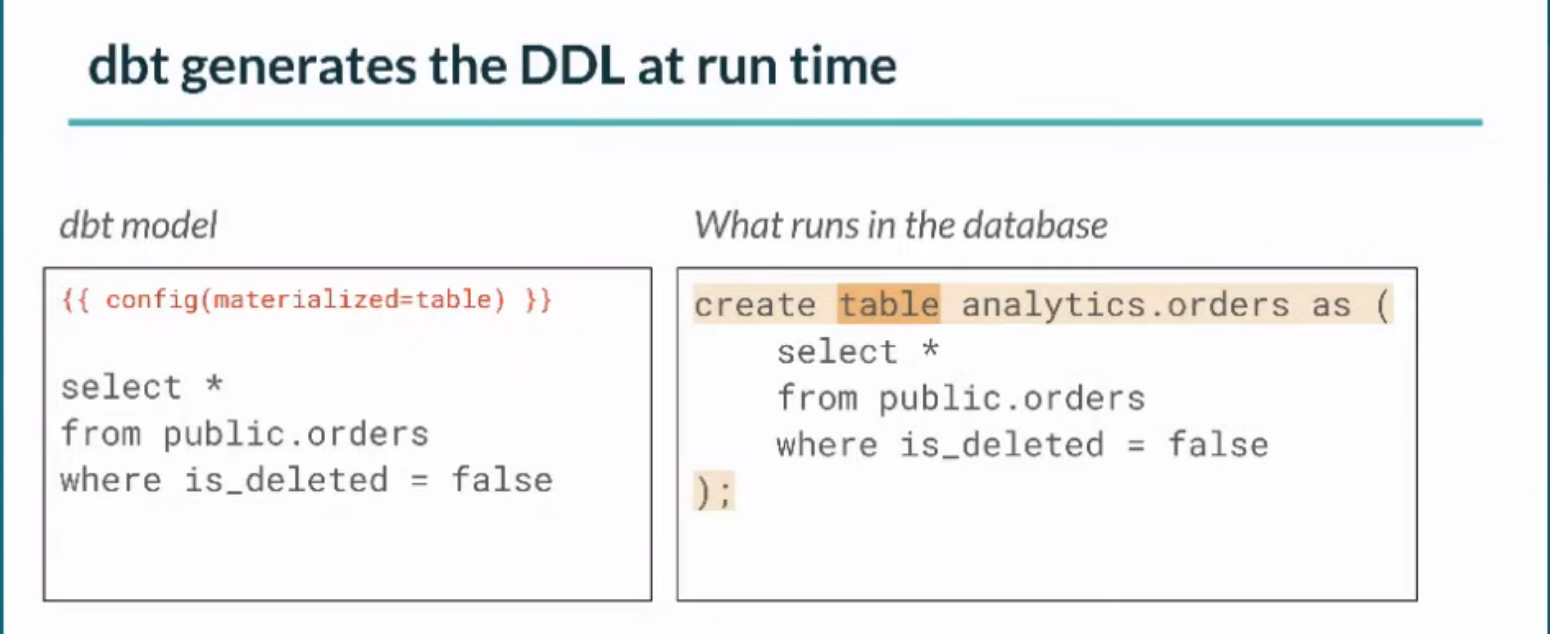 dbt generates the DDL at run time
dbt model
{{ config(materialized=table) }}
select *
from public.orders
where is_deleted = false
What runs in the database
create table analytics.orders as (
select *
from public.orders
where is_deleted = false
);